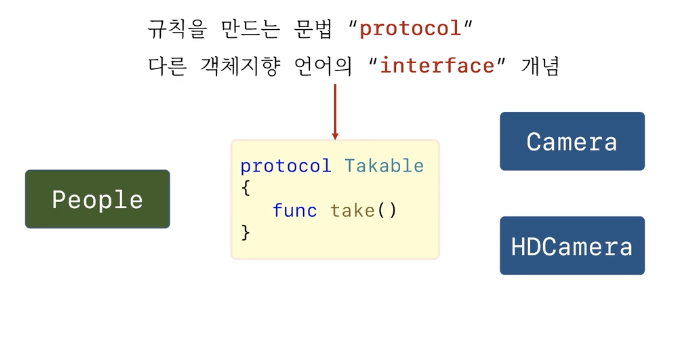 규칙을 만드는 문법 “protocol“
다른 객체지향 언어의 “interface” 개념
Camera
protocol Takable
{
func take()
}
People
HDCamera